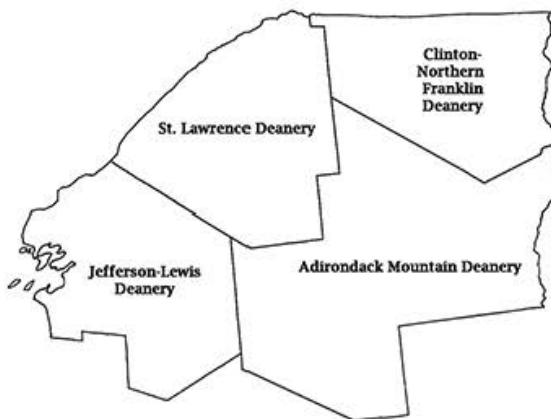 Clinton-
Northern
Franklin
Deanery
St. Lawrence Deanery
Jefferson-Lewis
Deanery
Adirondack Mountain Deanery